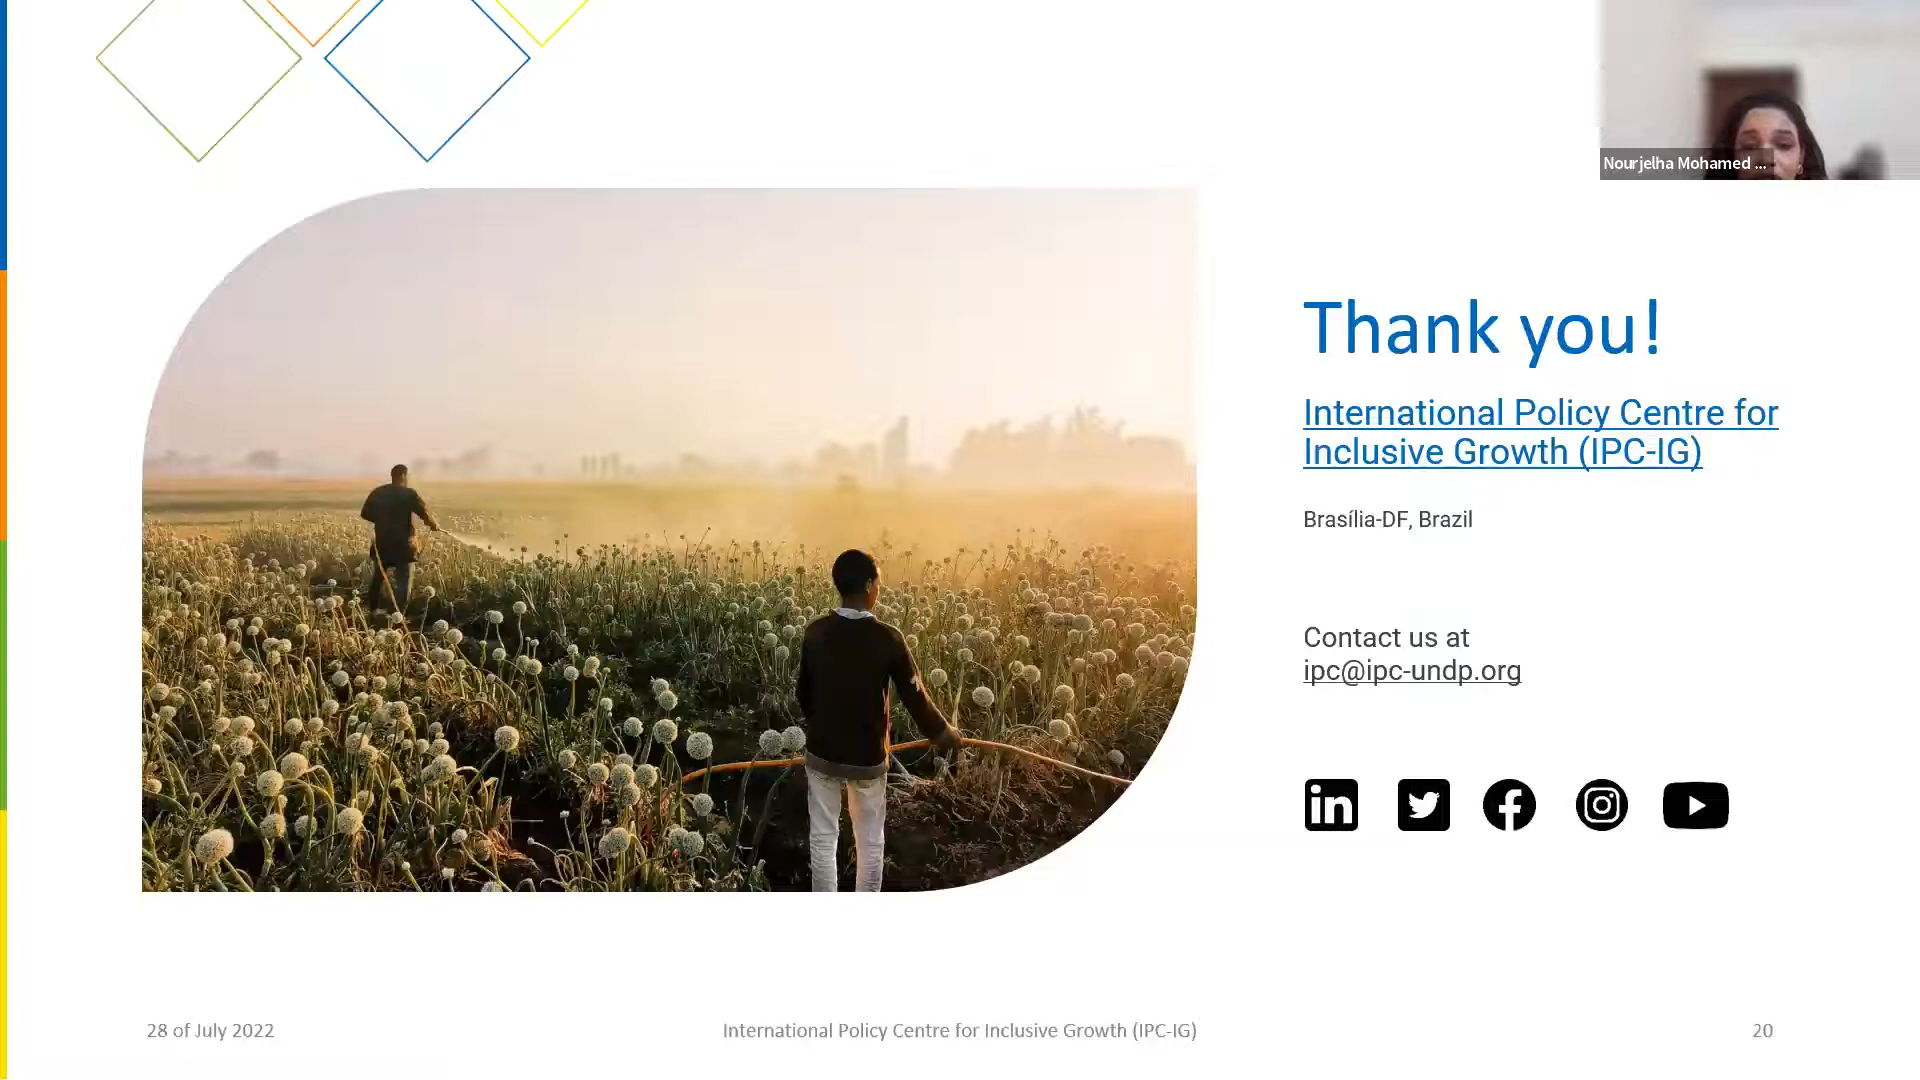 Nourjelha Mohamed ...
Thank you!
International Policy Centre for
Inclusive Growth (IPC-IG)
Brasília-DF, Brazil
Contact us at
ipc@ipc-undp.org
28 of July 2022
International Policy Centre for Inclusive Growth (IPC-IG)
20